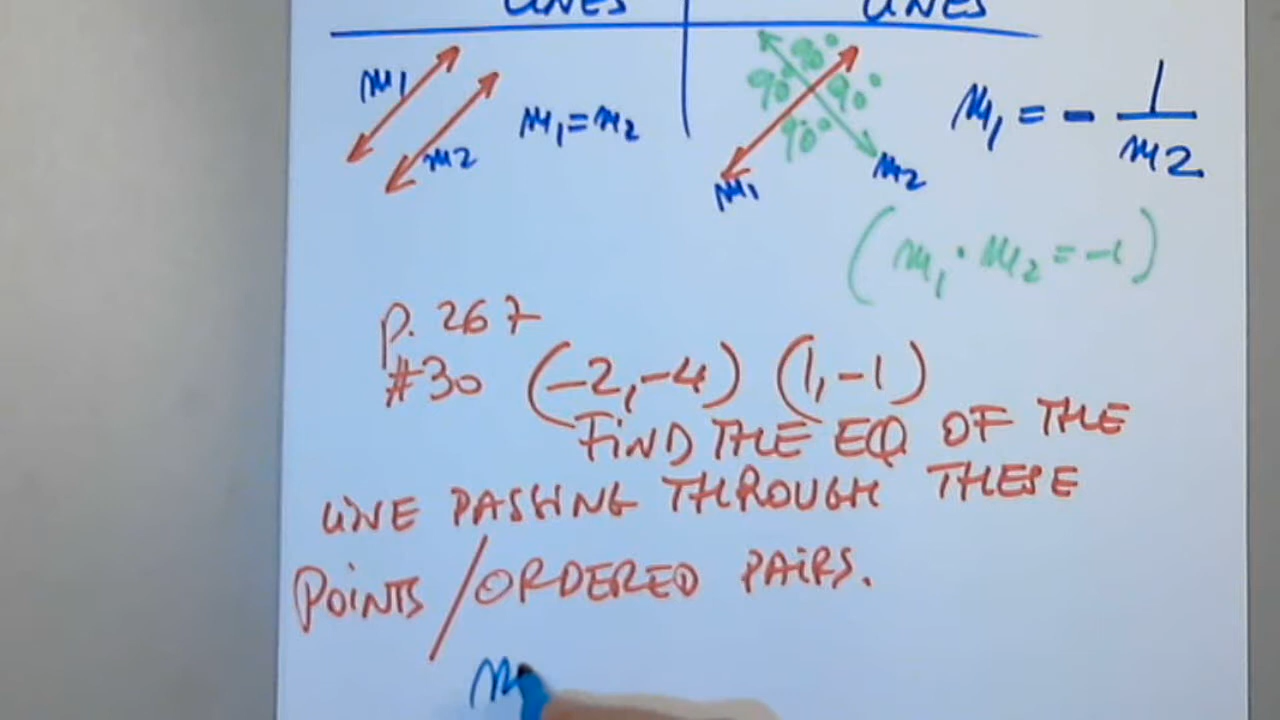 LINES LINES
m1 m2 m₁ = m₂
90° 90° 90° 90° m₁ m2
m₁ = - 1/m2
(m₁ · m₂ = -1)
p. 267
#30 (-2,-4) (1,-1)
FIND THE EQ OF THE
LINE PASSING THROUGH THESE
POINTS / ORDERED PAIRS.
m